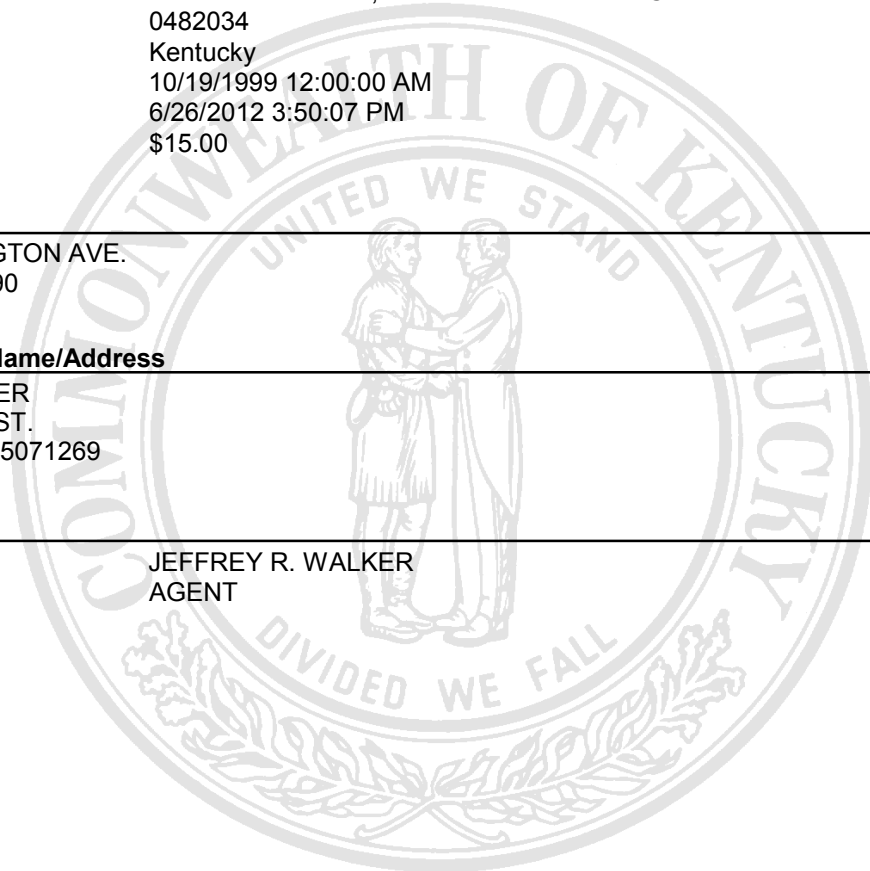 0482034
Kentucky
10/19/1999 12:00:00 AM
6/26/2012 3:50:07 PM
$15.00
COMMONWEALTH OF KENTUCKY
UNITED WE STAND
GTON AVE.
90
lame/Address
ER
ST.
5071269
JEFFREY R. WALKER
AGENT
DIVIDED WE FALL